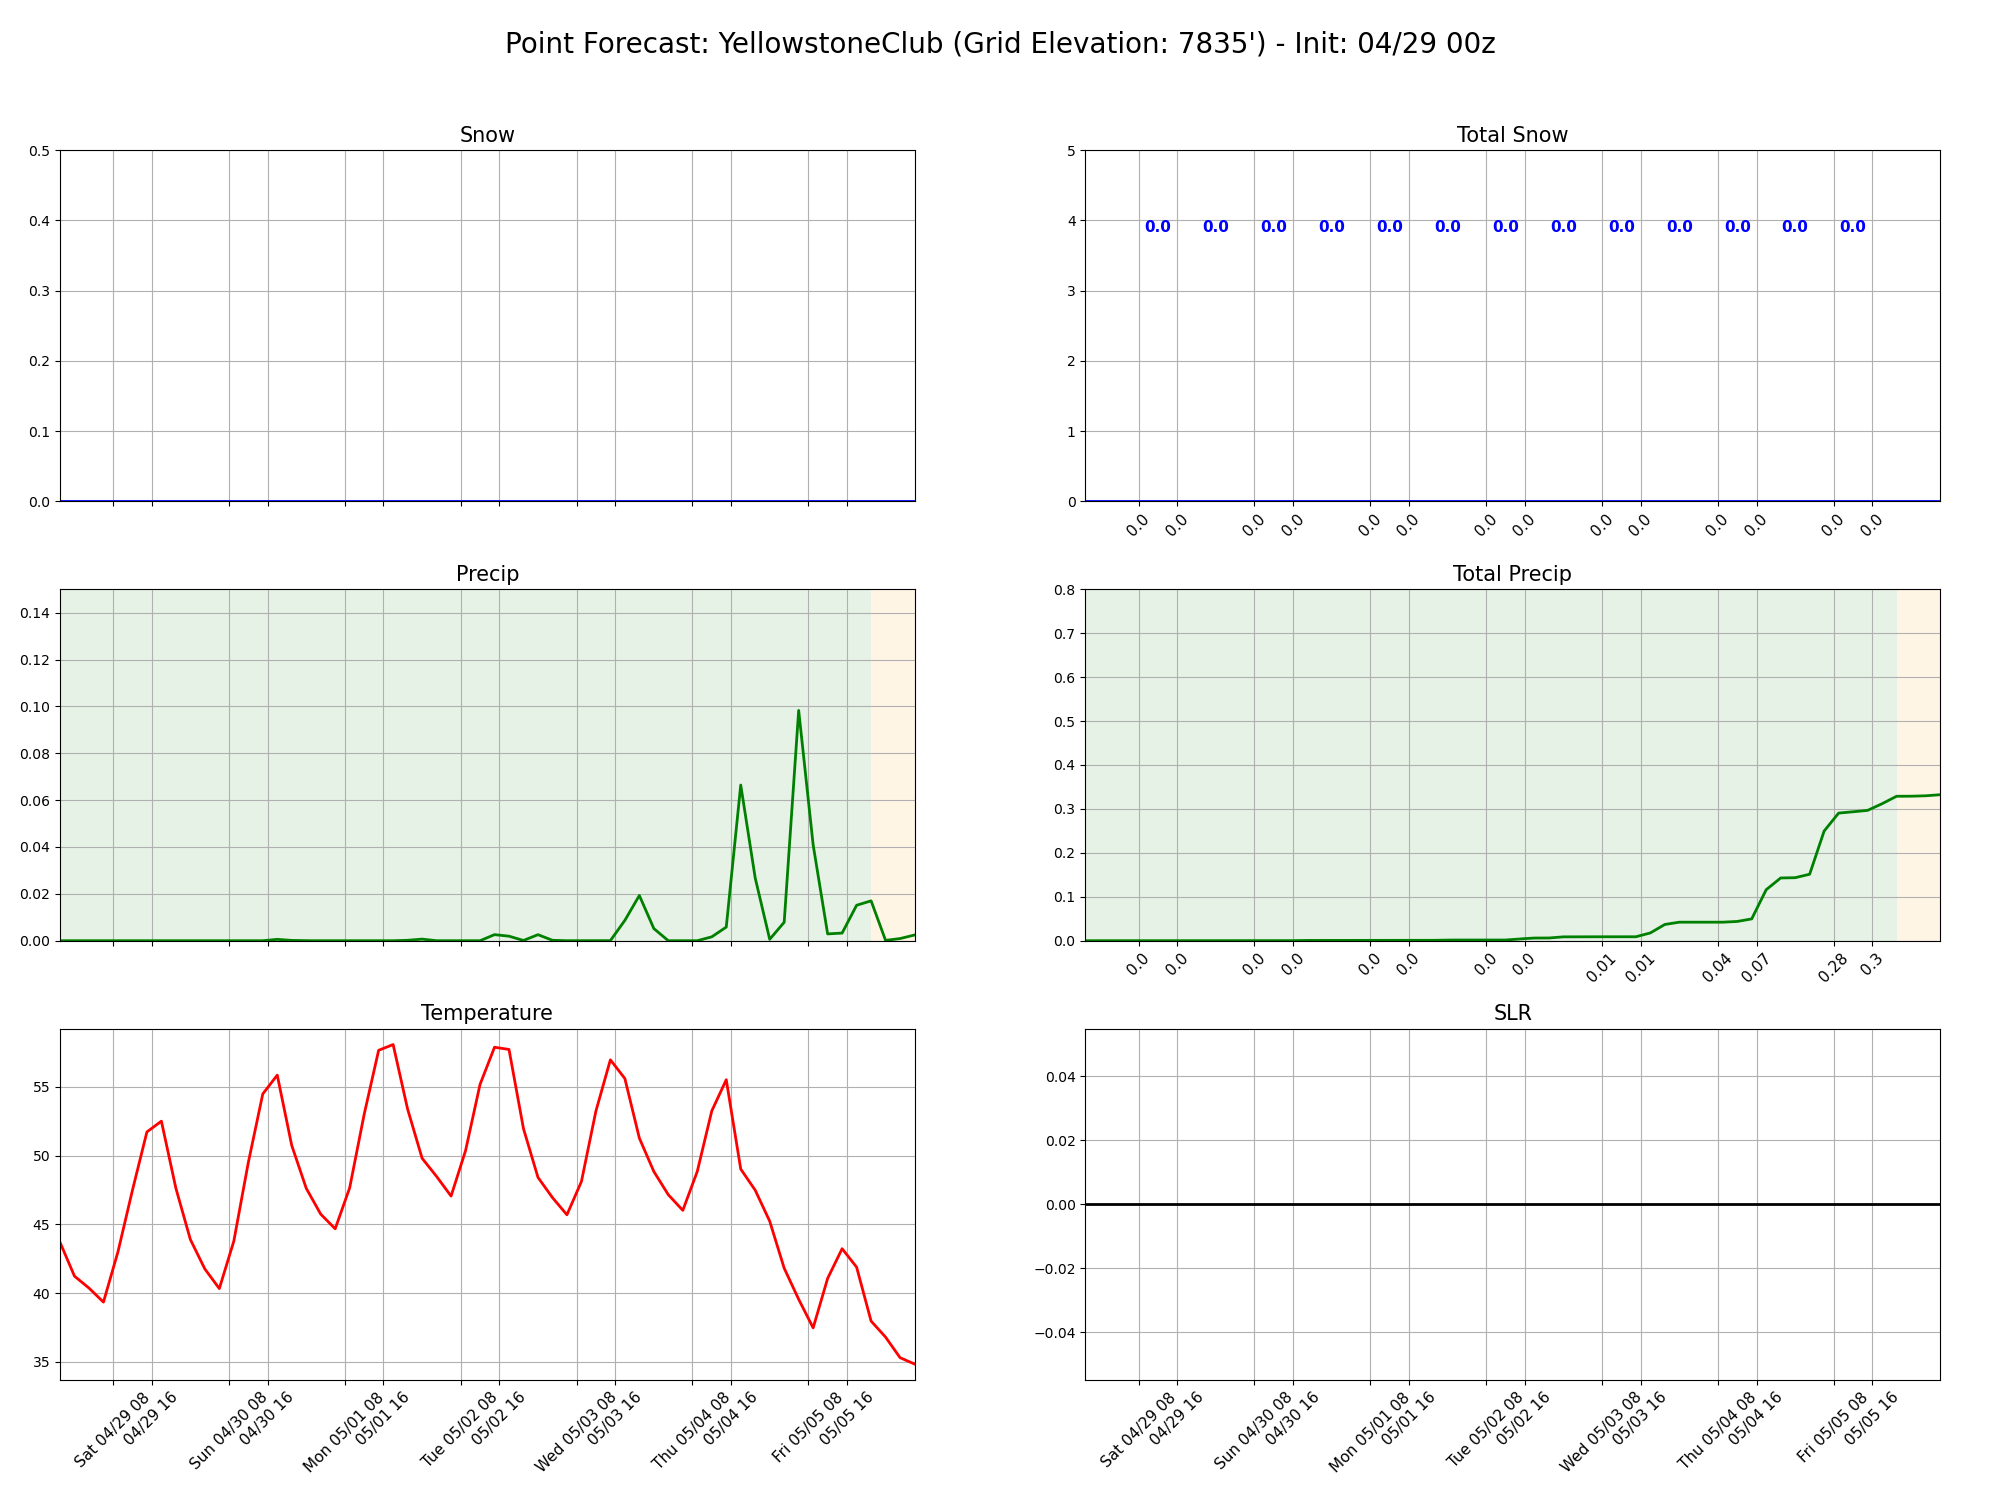 Point Forecast: YellowstoneClub (Grid Elevation: 7835') - Init: 04/29 00z
Snow
0.5
0.4
0.3
0.2
0.1
0.0
Total Snow
5
4
3
2
1
0
0.0 0.0 0.0 0.0 0.0 0.0 0.0 0.0 0.0 0.0 0.0 0.0 0.0
0.0 0.0 0.0 0.0 0.0 0.0 0.0 0.0 0.0 0.0 0.0 0.0 0.0 0.0
Precip
0.14
0.12
0.10
0.08
0.06
0.04
0.02
0.00
Total Precip
0.8
0.7
0.6
0.5
0.4
0.3
0.2
0.1
0.0
0.0 0.0 0.0 0.0 0.0 0.0 0.0 0.0 0.01 0.01 0.04 0.07 0.28 0.3
Temperature
55
50
45
40
35
Sat 04/29 08
04/29 16
Sun 04/30 08
04/30 16
Mon 05/01 08
05/01 16
Tue 05/02 08
05/02 16
Wed 05/03 08
05/03 16
Thu 05/04 08
05/04 16
Fri 05/05 08
05/05 16
SLR
0.04
0.02
0.00
−0.02
−0.04
Sat 04/29 08
04/29 16
Sun 04/30 08
04/30 16
Mon 05/01 08
05/01 16
Tue 05/02 08
05/02 16
Wed 05/03 08
05/03 16
Thu 05/04 08
05/04 16
Fri 05/05 08
05/05 16